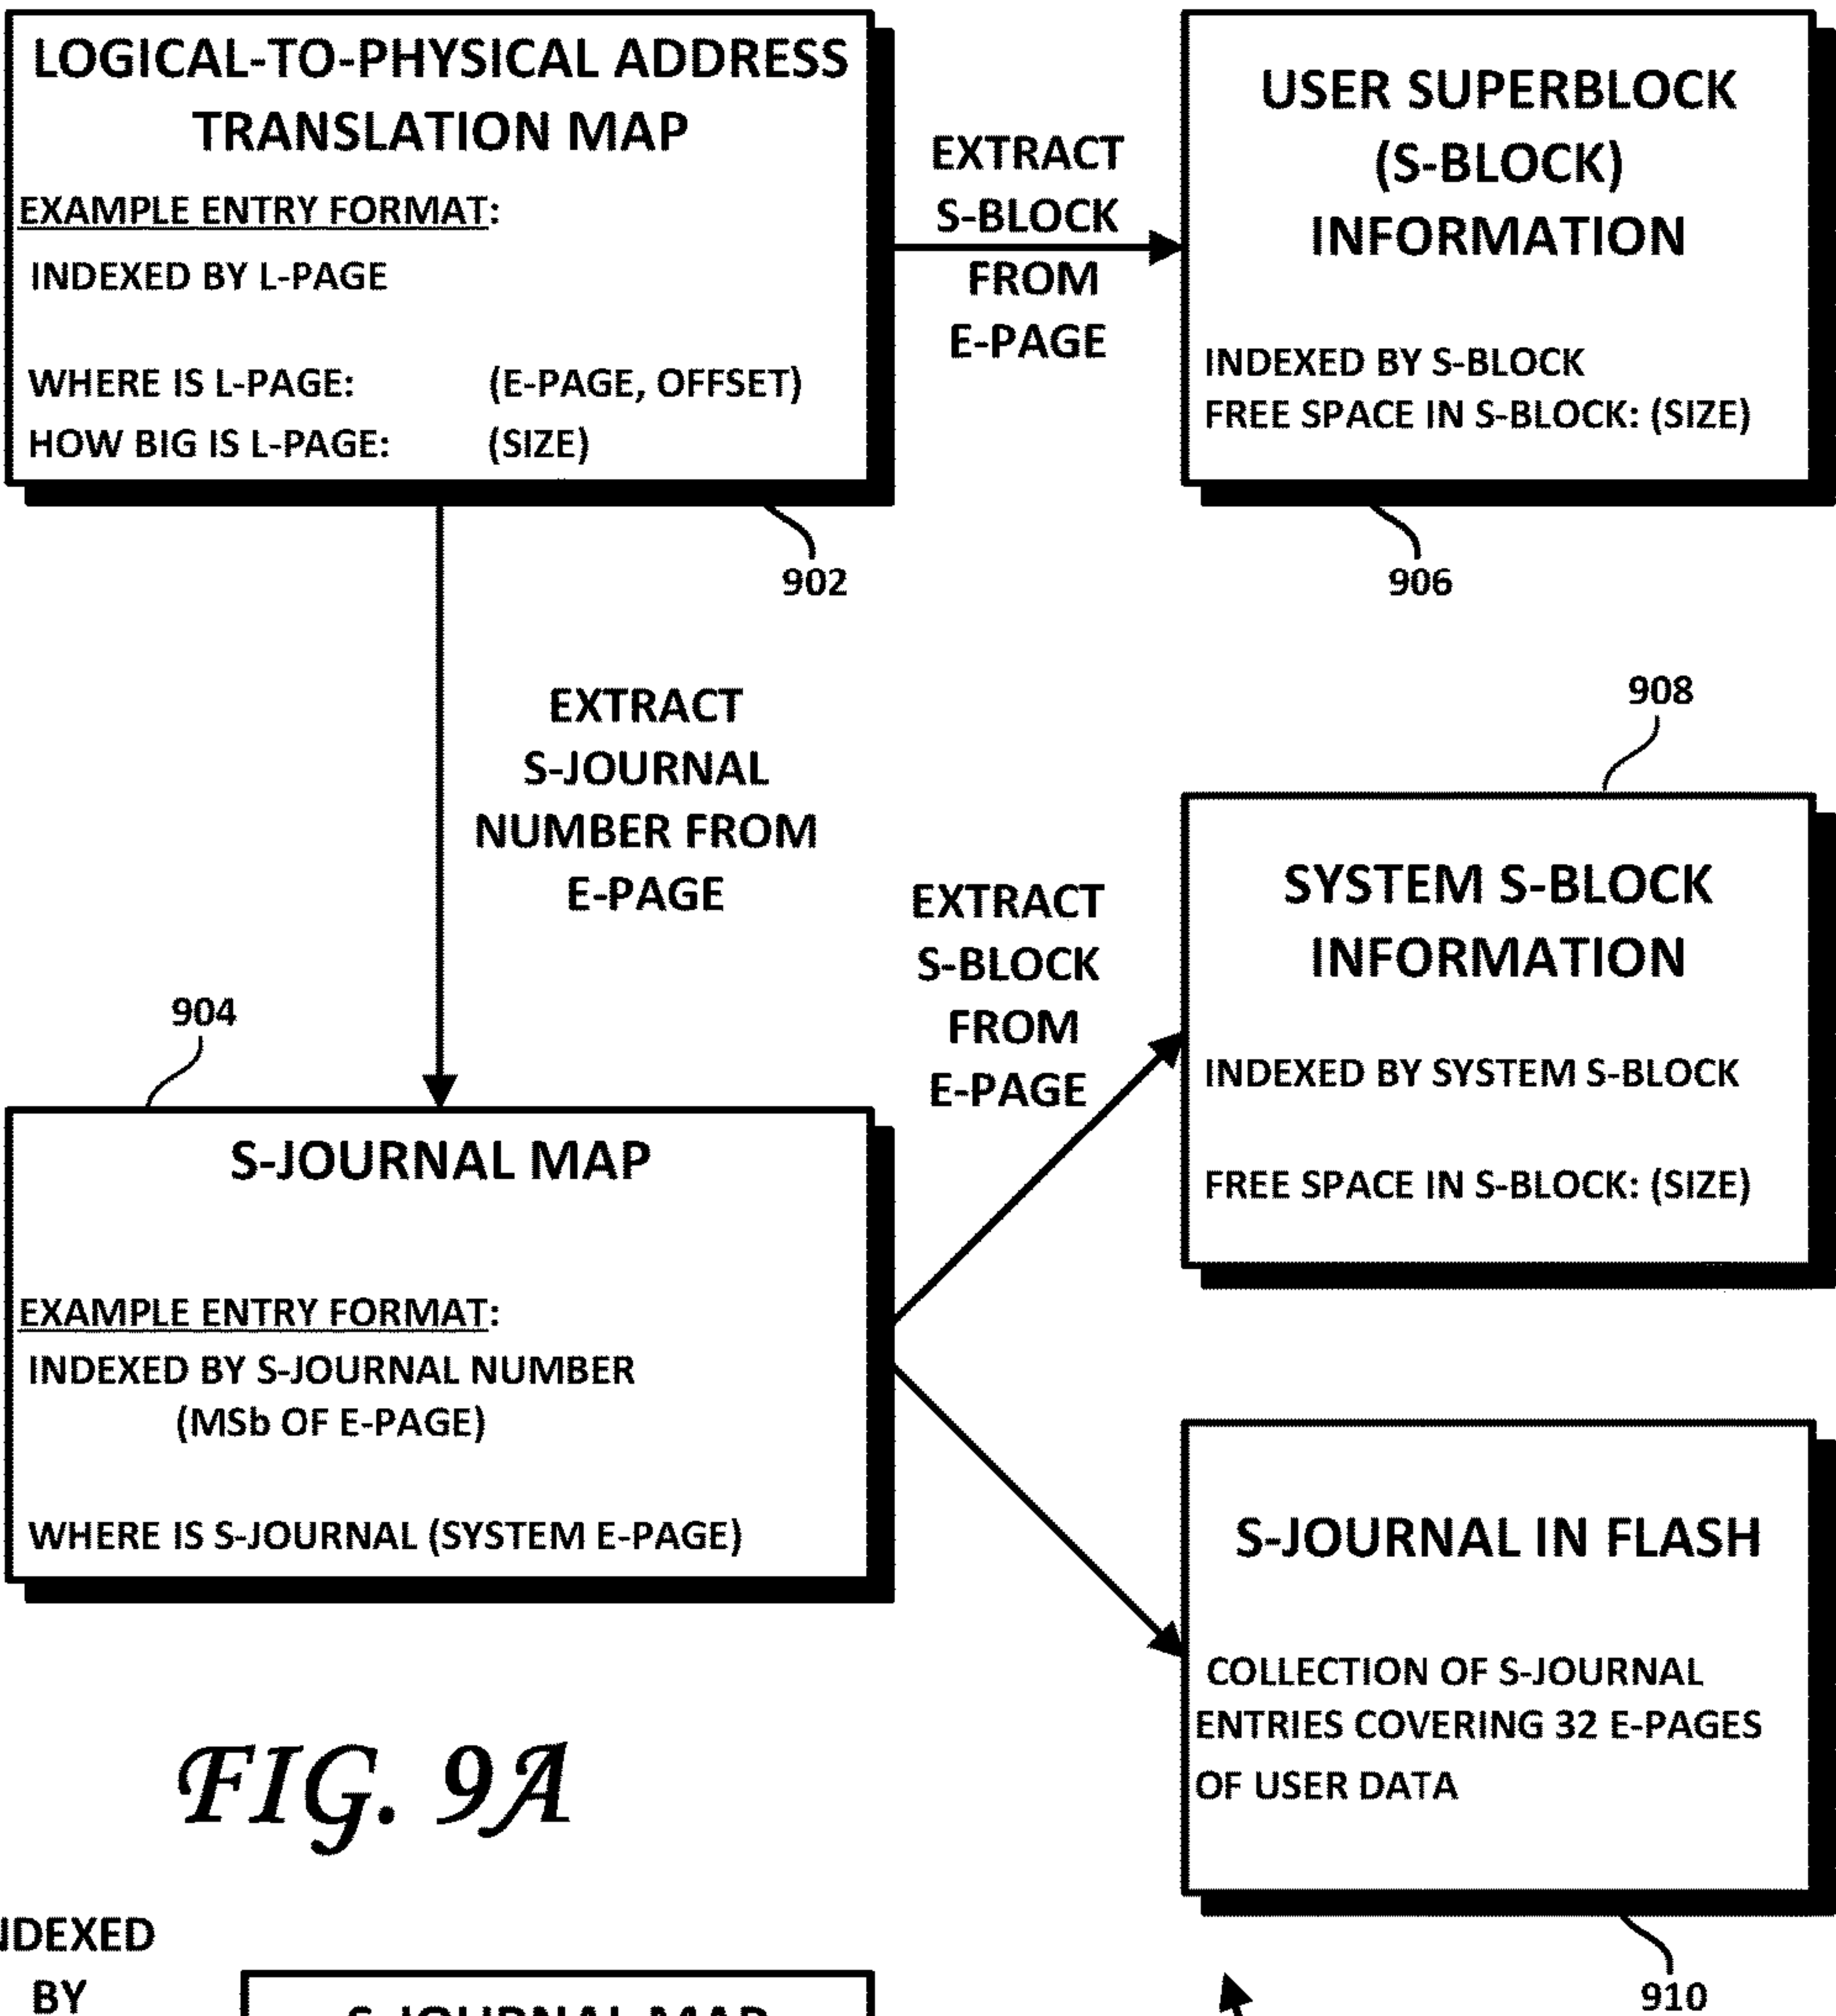 LOGICAL-TO-PHYSICAL ADDRESS
TRANSLATION MAP
EXAMPLE ENTRY FORMAT:
INDEXED BY L-PAGE
WHERE IS L-PAGE: (E-PAGE, OFFSET)
HOW BIG IS L-PAGE: (SIZE)
902
EXTRACT
S-BLOCK
FROM
E-PAGE
USER SUPERBLOCK
(S-BLOCK)
INFORMATION
INDEXED BY S-BLOCK
FREE SPACE IN S-BLOCK: (SIZE)
906
EXTRACT
S-JOURNAL
NUMBER FROM
E-PAGE
904
S-JOURNAL MAP
EXAMPLE ENTRY FORMAT:
INDEXED BY S-JOURNAL NUMBER
(MSb OF E-PAGE)
WHERE IS S-JOURNAL (SYSTEM E-PAGE)
EXTRACT
S-BLOCK
FROM
E-PAGE
908
SYSTEM S-BLOCK
INFORMATION
INDEXED BY SYSTEM S-BLOCK
FREE SPACE IN S-BLOCK: (SIZE)
S-JOURNAL IN FLASH
COLLECTION OF S-JOURNAL
ENTRIES COVERING 32 E-PAGES
OF USER DATA
910
FIG. 9A
NDEXED
BY
S-JOURNAL MAP